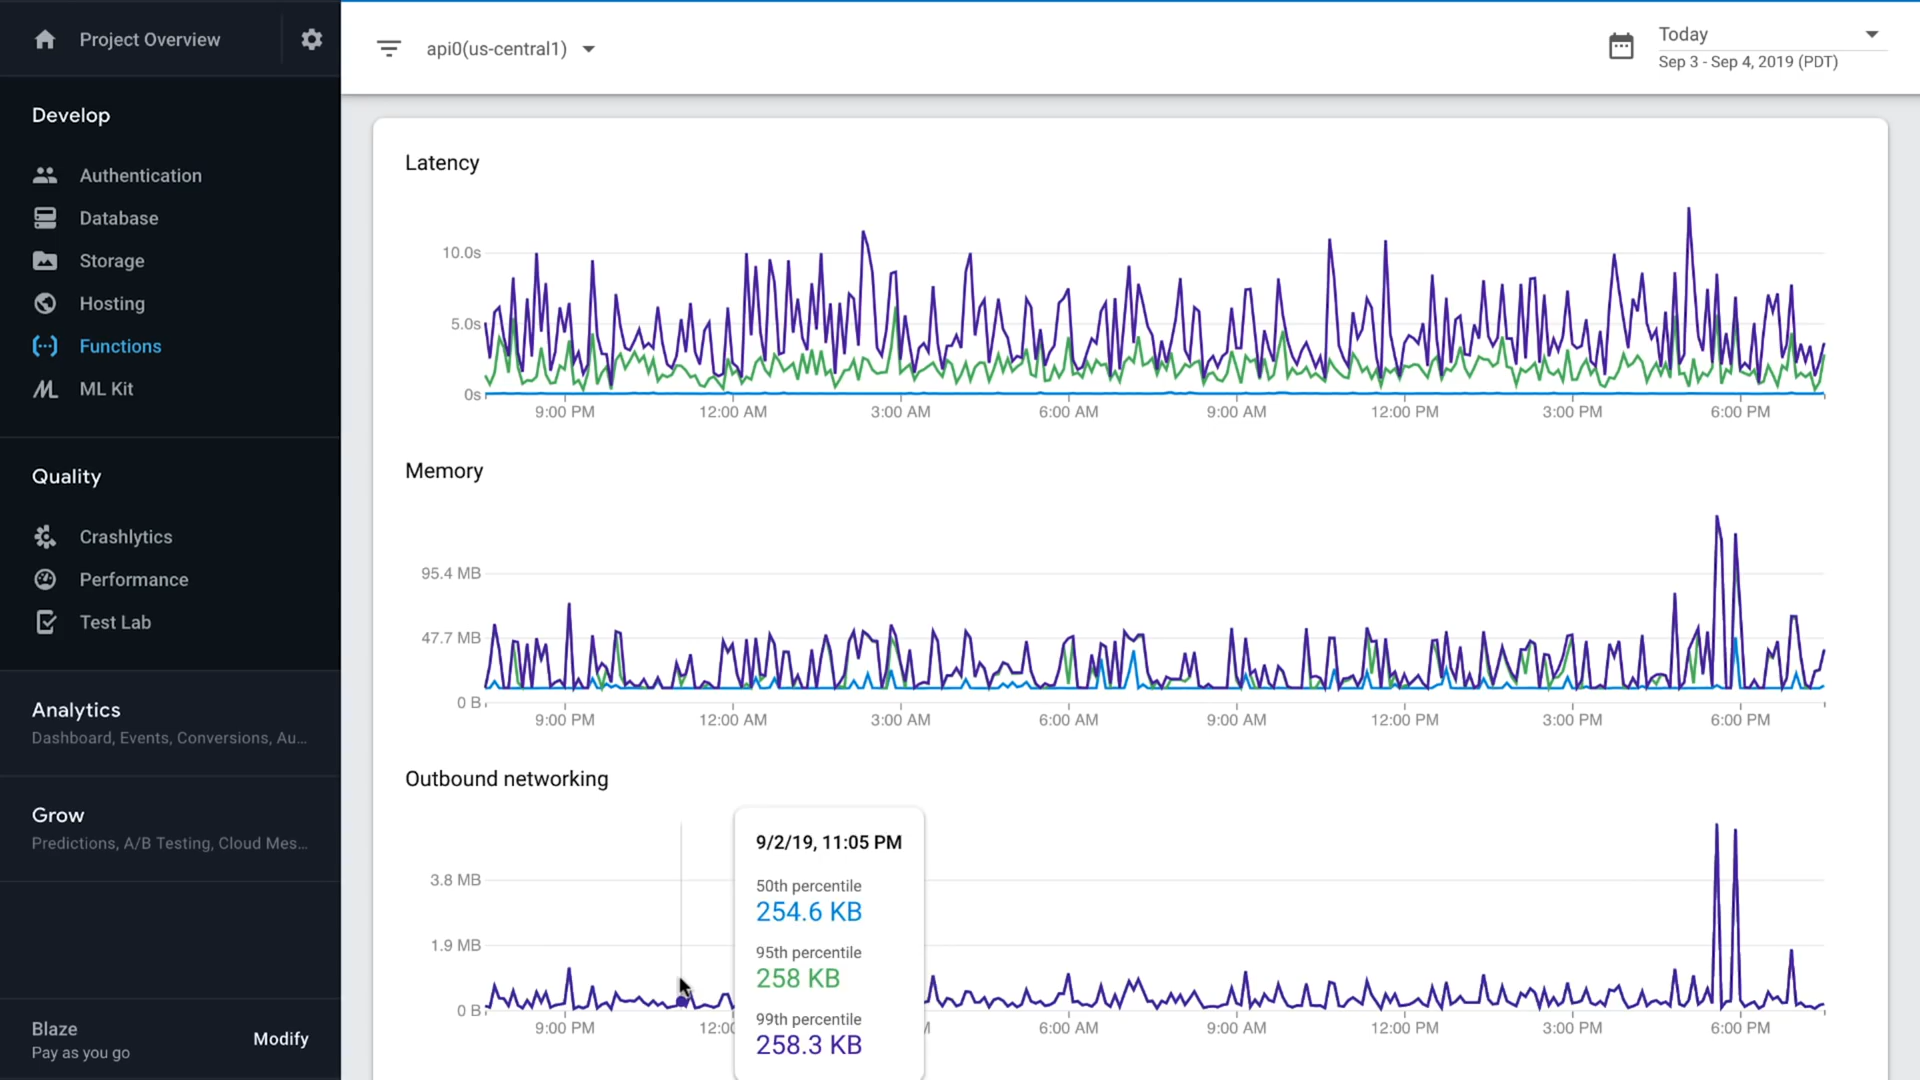 Project Overview
Develop
Authentication
Database
Storage
Hosting
Functions
ML Kit
Quality
Crashlytics
Performance
Test Lab
Analytics
Dashboard, Events, Conversions, Au...
Grow
Predictions, A/B Testing, Cloud Mes...
Blaze
Pay as you go
Modify
api0(us-central1)
Today
Sep 3 - Sep 4, 2019 (PDT)
Latency
10.0s
5.0s
0s
9:00 PM 12:00 AM 3:00 AM 6:00 AM 9:00 AM 12:00 PM 3:00 PM 6:00 PM
Memory
95.4 MB
47.7 MB
0 B
9:00 PM 12:00 AM 3:00 AM 6:00 AM 9:00 AM 12:00 PM 3:00 PM 6:00 PM
Outbound networking
3.8 MB
1.9 MB
0 B
9:00 PM 12:00 6:00 AM 9:00 AM 12:00 PM 3:00 PM 6:00 PM
9/2/19, 11:05 PM
50th percentile
254.6 KB
95th percentile
258 KB
99th percentile
258.3 KB